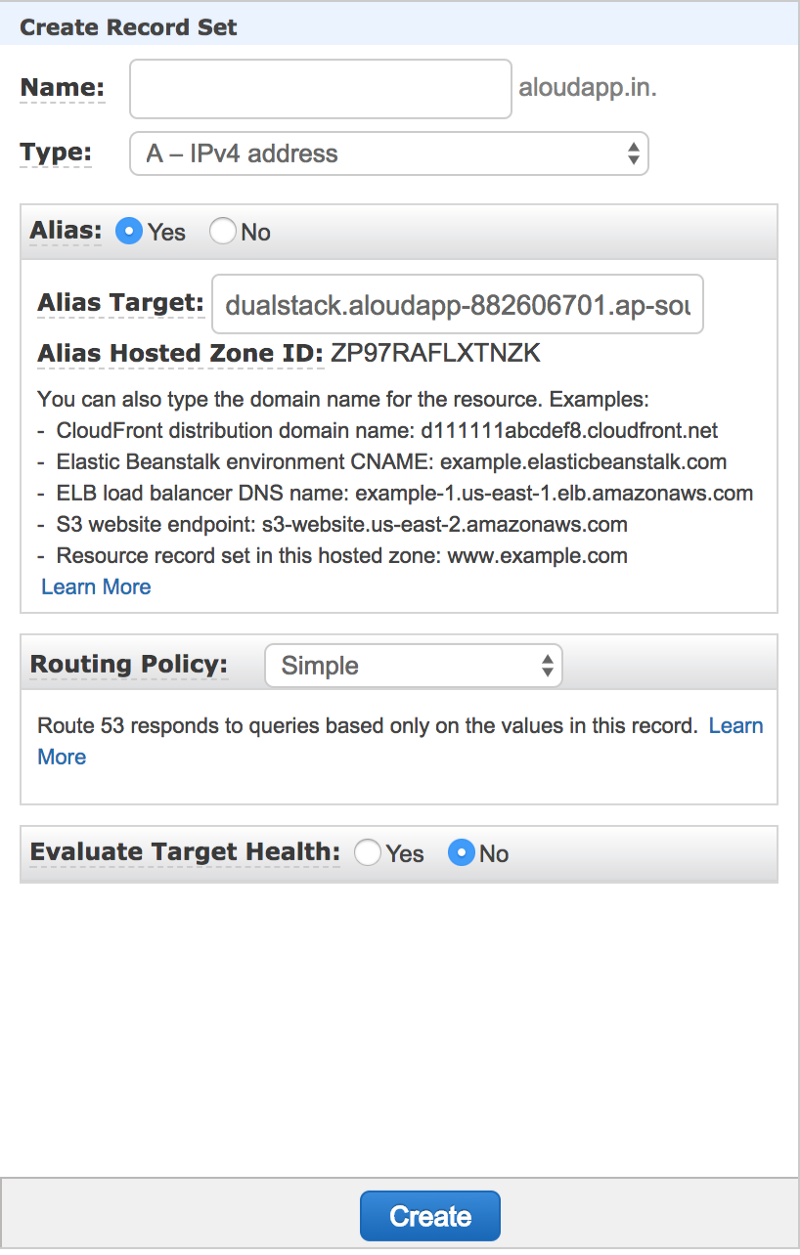 Create Record Set
Name: aloudapp.in.
Type: A – IPv4 address
Alias: Yes No
Alias Target: dualstack.aloudapp-882606701.ap-sou
Alias Hosted Zone ID: ZP97RAFLXTNZK
You can also type the domain name for the resource. Examples:
- CloudFront distribution domain name: d111111abcdef8.cloudfront.net
- Elastic Beanstalk environment CNAME: example.elasticbeanstalk.com
- ELB load balancer DNS name: example-1.us-east-1.elb.amazonaws.com
- S3 website endpoint: s3-website.us-east-2.amazonaws.com
- Resource record set in this hosted zone: www.example.com
Learn More
Routing Policy: Simple
Route 53 responds to queries based only on the values in this record. Learn
More
Evaluate Target Health: Yes No
Create